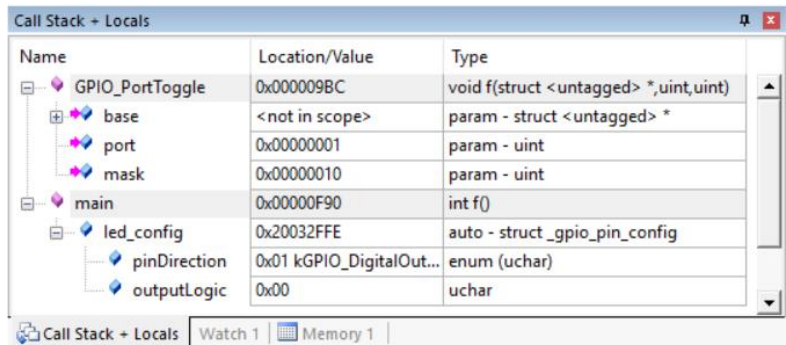 Call Stack + Locals
Name Location/Value Type
GPIO_PortToggle 0x000009BC void f(struct <untagged> *,uint,uint)
base <not in scope> param - struct <untagged> *
port 0x00000001 param - uint
mask 0x00000010 param - uint
main 0x00000F90 int f()
led_config 0x20032FFE auto - struct _gpio_pin_config
pinDirection 0x01 kGPIO_DigitalOut... enum (uchar)
outputLogic 0x00 uchar
Call Stack + Locals Watch 1 Memory 1